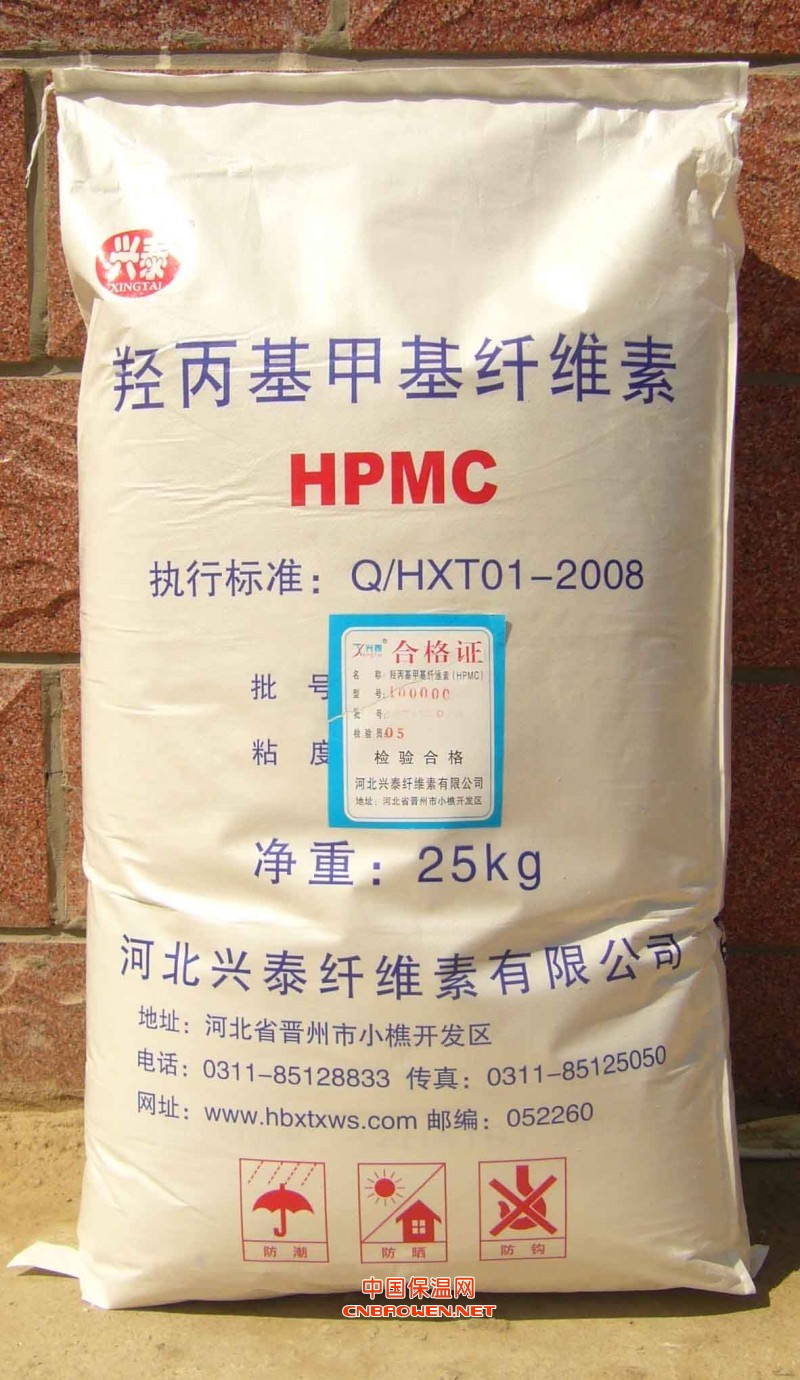 兴泰
XINGTAI
羟丙基甲基纤维素
HPMC
执行标准：Q/HXT01-2008
批 号
粘 度
兴泰®
合格证
名 称：羟丙基甲基纤维素（HPMC）
型 号：100000
批 号：
检验员：05
检验合格
河北兴泰纤维素有限公司
地址：河北省晋州市小樵开发区
净重：25kg
河北兴泰纤维素有限公司
地址：河北省晋州市小樵开发区
电话：0311-85128833 传真：0311-85125050
网址：www.hbxtxws.com 邮编：052260
防潮 防晒 防钩
中国保温网
CNBAOWEN.NET